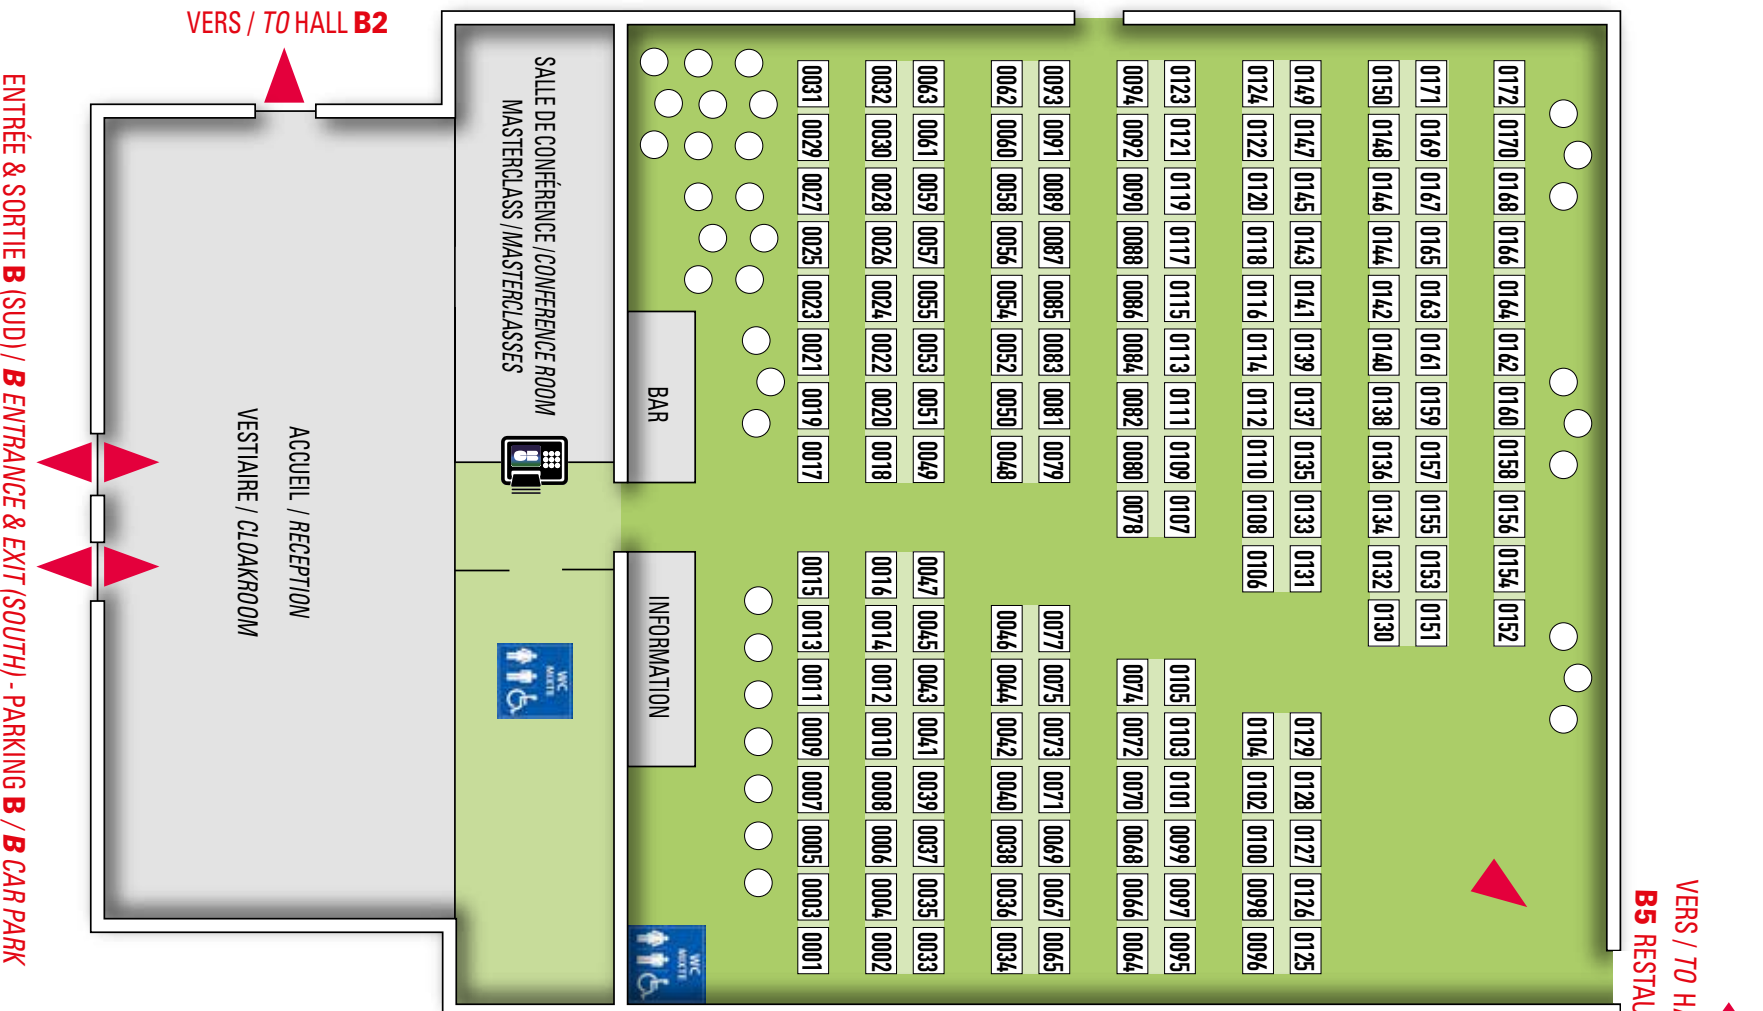 VERS / TO HALL B2
ENTRÉE & SORTIE B (SUD) / B ENTRANCE & EXIT (SOUTH) - PARKING B / B CAR PARK
ACCUEIL / RECEPTION
VESTIAIRE / CLOAKROOM
SALLE DE CONFÉRENCE / CONFERENCE ROOM
MASTERCLASS / MASTERCLASSES
WC
MIXTE
BAR
INFORMATION
WC
MIXTE
0031 0032 0063 0062 0093 0094 0123 0124 0149 0150 0171 0172
0029 0030 0061 0060 0091 0092 0121 0122 0147 0148 0169 0170
0027 0028 0059 0058 0089 0090 0119 0120 0145 0146 0167 0168
0025 0026 0057 0056 0087 0088 0117 0118 0143 0144 0165 0166
0023 0024 0055 0054 0085 0086 0115 0116 0141 0142 0163 0164
0021 0022 0053 0052 0083 0084 0113 0114 0139 0140 0161 0162
0019 0020 0051 0050 0081 0082 0111 0112 0137 0138 0159 0160
0017 0018 0049 0048 0079 0080 0109 0110 0135 0136 0157 0158
0078 0107 0108 0133 0134 0155 0156
0015 0016 0047 0106 0131 0132 0153 0154
0013 0014 0045 0046 0077 0130 0151 0152
0011 0012 0043 0044 0075 0074 0105
0009 0010 0041 0042 0073 0072 0103 0104 0129
0007 0008 0039 0040 0071 0070 0101 0102 0128
0005 0006 0037 0038 0069 0068 0099 0100 0127
0003 0004 0035 0036 0067 0066 0097 0098 0126
0001 0002 0033 0034 0065 0064 0095 0096 0125
VERS / TO HA
B5 RESTAU